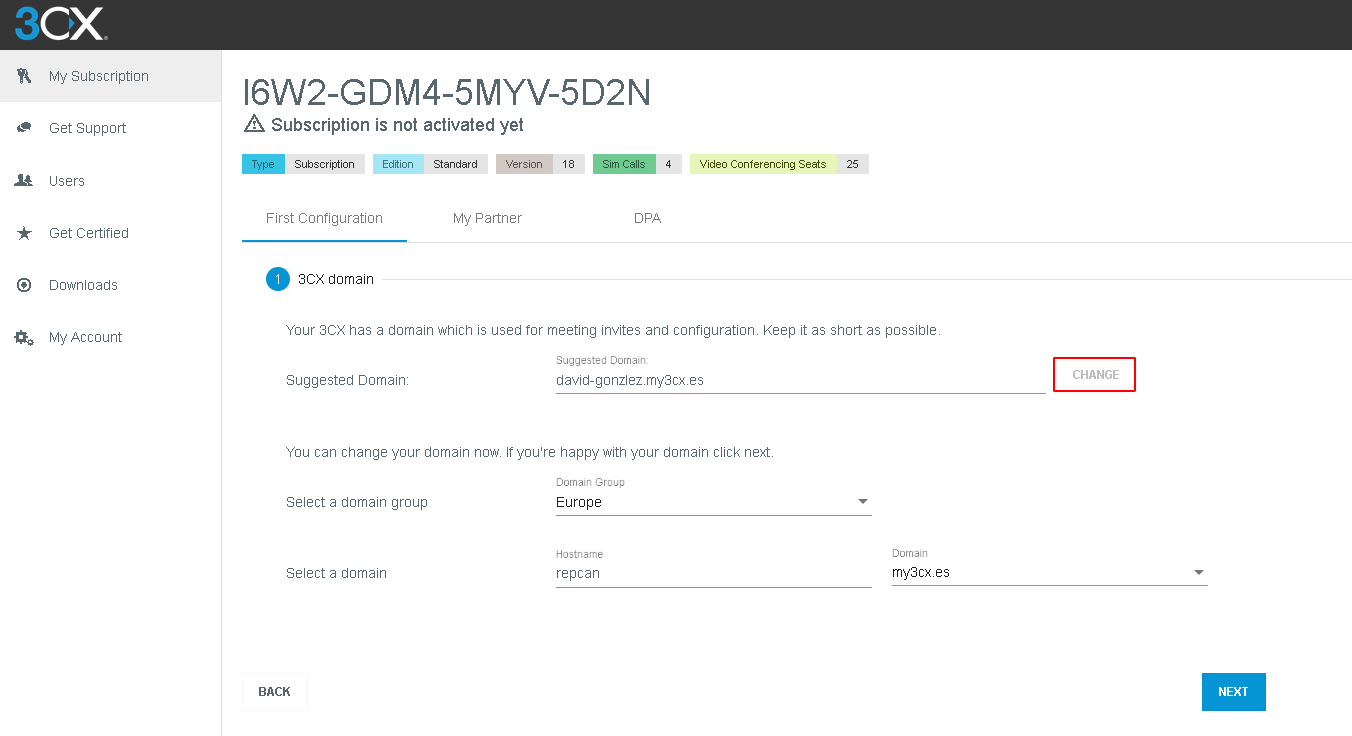 3CX
My Subscription
Get Support
Users
Get Certified
Downloads
My Account
I6W2-GDM4-5MYV-5D2N
Subscription is not activated yet
Type Subscription Edition Standard Version 18 Sim Calls 4 Video Conferencing Seats 25
First Configuration My Partner DPA
1 3CX domain
Your 3CX has a domain which is used for meeting invites and configuration. Keep it as short as possible.
Suggested Domain:
Suggested Domain: david-gonzlez.my3cx.es CHANGE
You can change your domain now. If you're happy with your domain click next.
Domain Group
Select a domain group Europe
Hostname Domain
Select a domain repcan my3cx.es
BACK NEXT